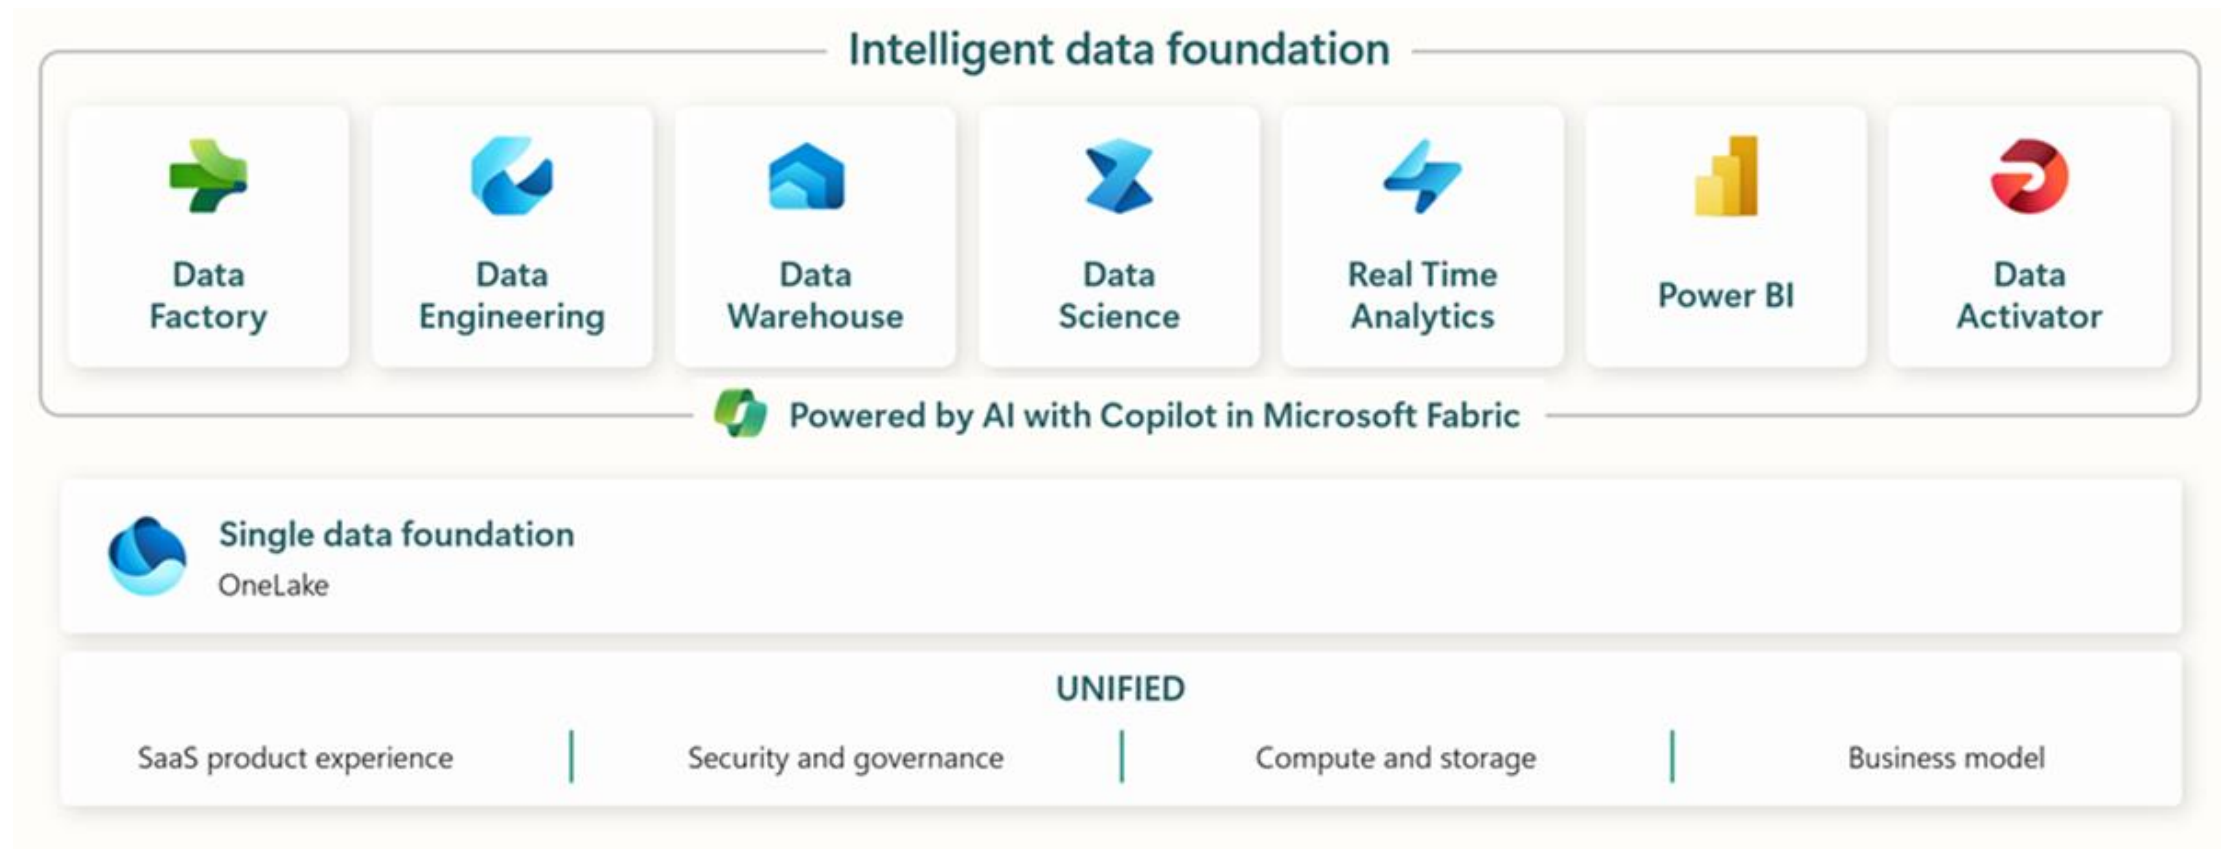 Intelligent data foundation
Data
Factory
Data
Engineering
Data
Warehouse
Data
Science
Real Time
Analytics
Power BI
Data
Activator
Powered by AI with Copilot in Microsoft Fabric
Single data foundation
OneLake
UNIFIED
SaaS product experience
Security and governance
Compute and storage
Business model